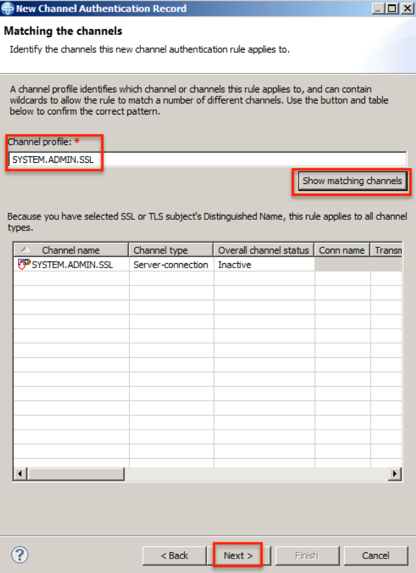 New Channel Authentication Record
Matching the channels
Identify the channels this new channel authentication rule applies to.
A channel profile identifies which channel or channels this rule applies to, and can contain
wildcards to allow the rule to match a number of different channels. Use the button and table
below to confirm the correct pattern.
Channel profile: *
SYSTEM.ADMIN.SSL
Show matching channels
Because you have selected SSL or TLS subject's Distinguished Name, this rule applies to all channel
types.
Channel name Channel type Overall channel status Conn name Transm
SYSTEM.ADMIN.SSL Server-connection Inactive
< Back Next > Finish Cancel